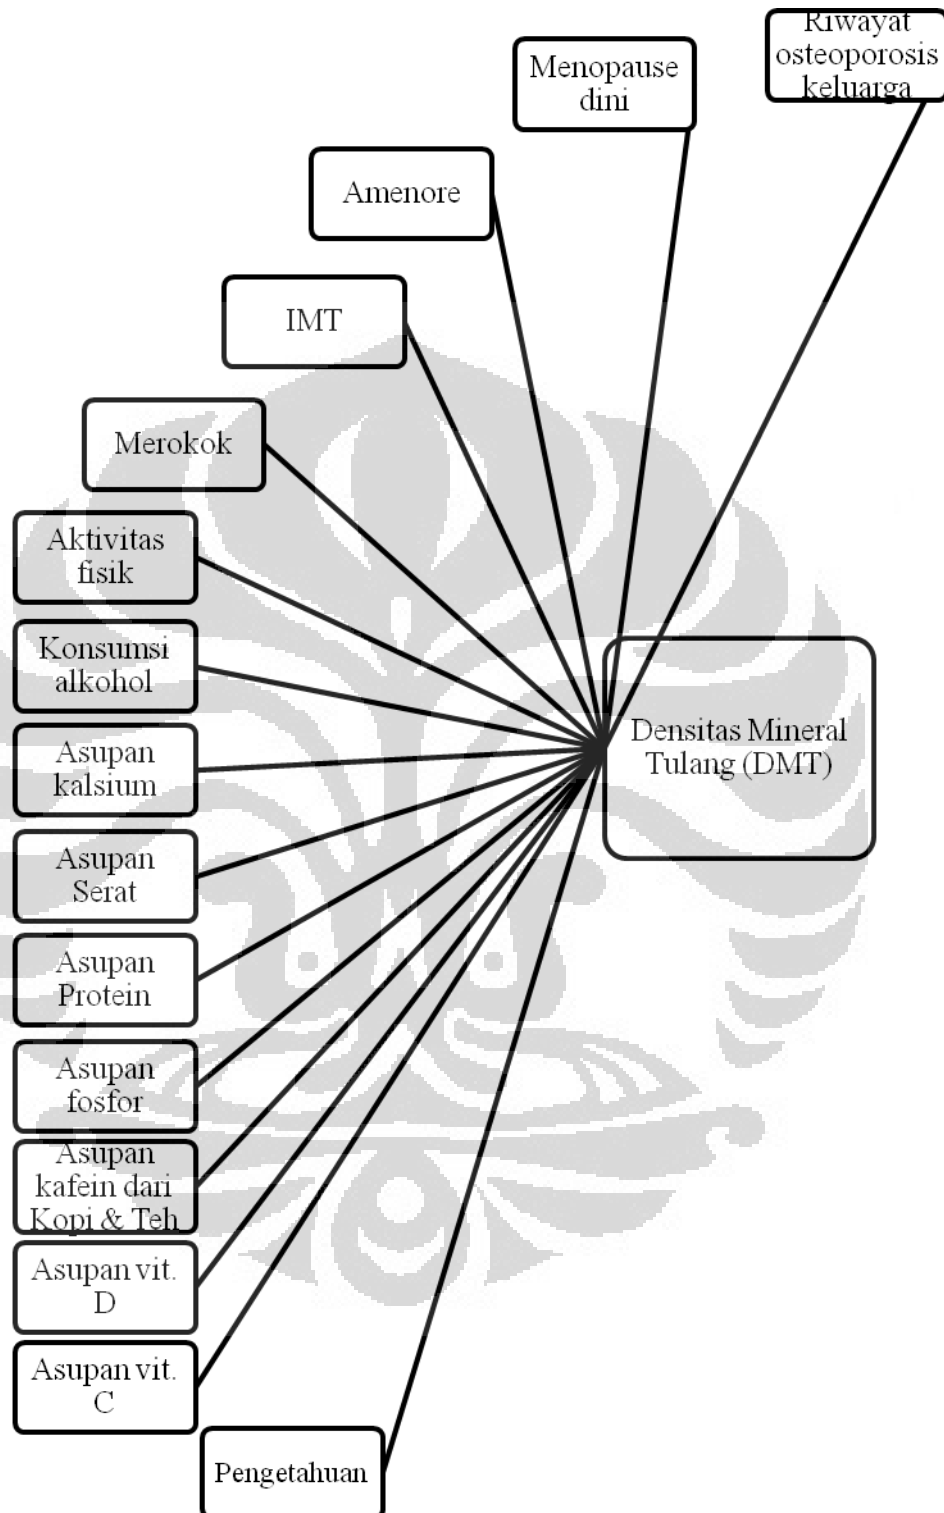 Riwayat
osteoporosis
keluarga
Menopause
dini
Amenore
IMT
Merokok
Aktivitas
fisik
Konsumsi
alkohol
Asupan
kalsium
Asupan
Serat
Asupan
Protein
Asupan
fosfor
Asupan
kafein dari
Kopi & Teh
Asupan vit.
D
Asupan vit.
C
Pengetahuan
Densitas Mineral
Tulang (DMT)